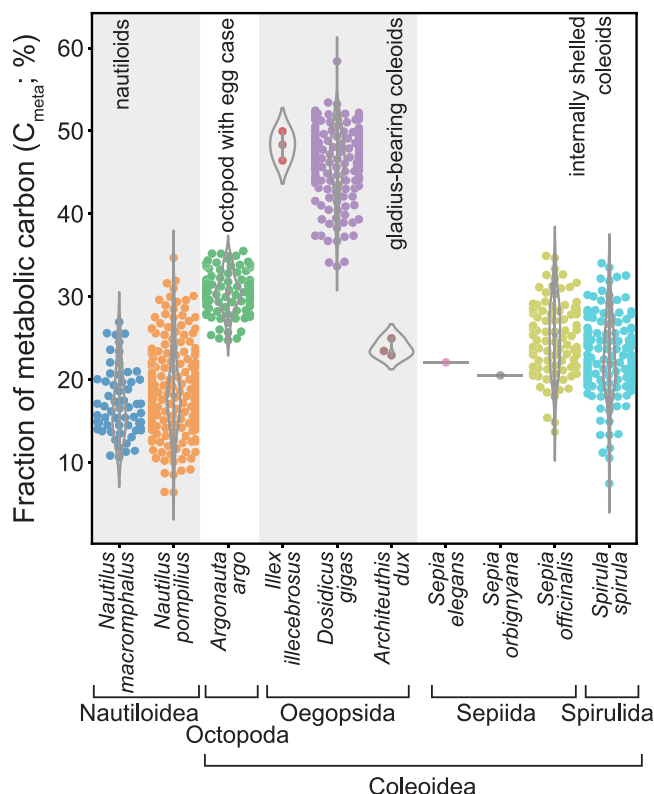 Fraction of metabolic carbon (Cmeta; %)
60
50
40
30
20
10
nautiloids
octopod with egg case
gladius-bearing coleoids
internally shelled
coleoids
Nautilus
macromphalus
Nautilus
pompilius
Argonauta
argo
Illex
illecebrosus
Dosidicus
gigas
Architeuthis
dux
Sepia
elegans
Sepia
orbignyana
Sepia
officinalis
Spirula
spirula
Nautiloidea
Octopoda
Oegopsida
Sepiida
Spirulida
Coleoidea